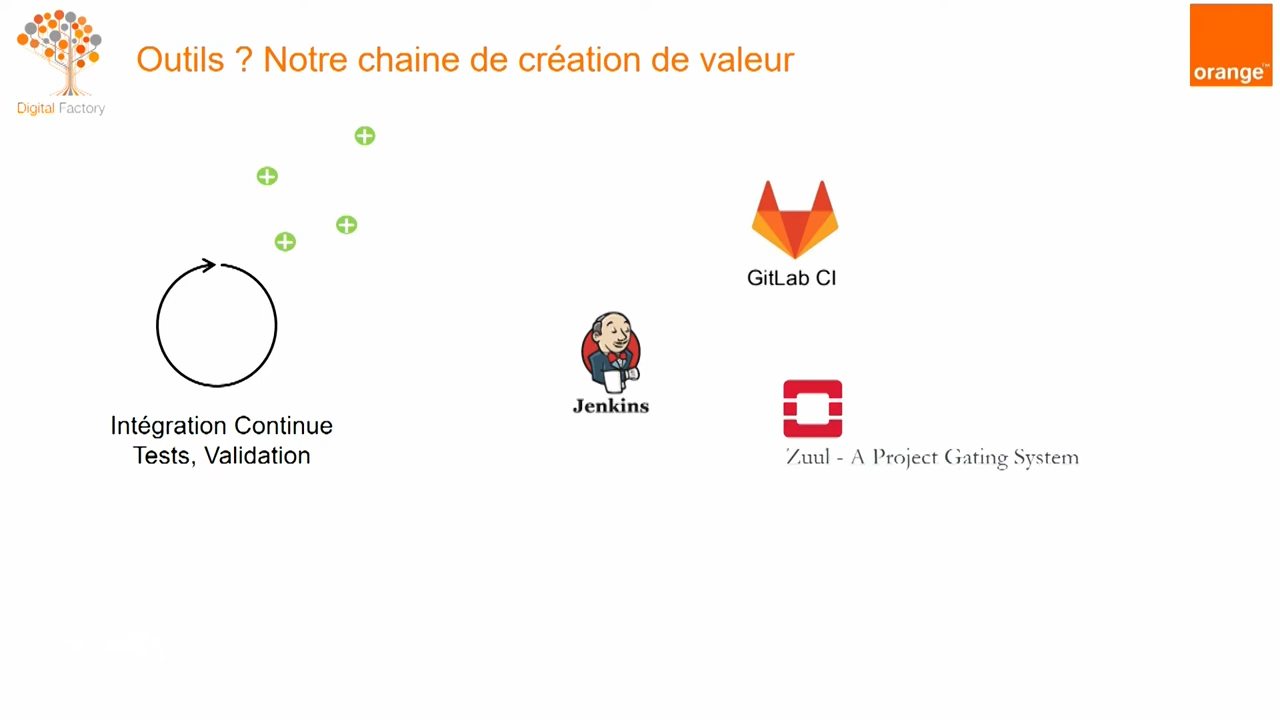 Outils ? Notre chaine de création de valeur
orange™
Digital Factory
GitLab CI
Jenkins
Intégration Continue
Tests, Validation
Zuul - A Project Gating System